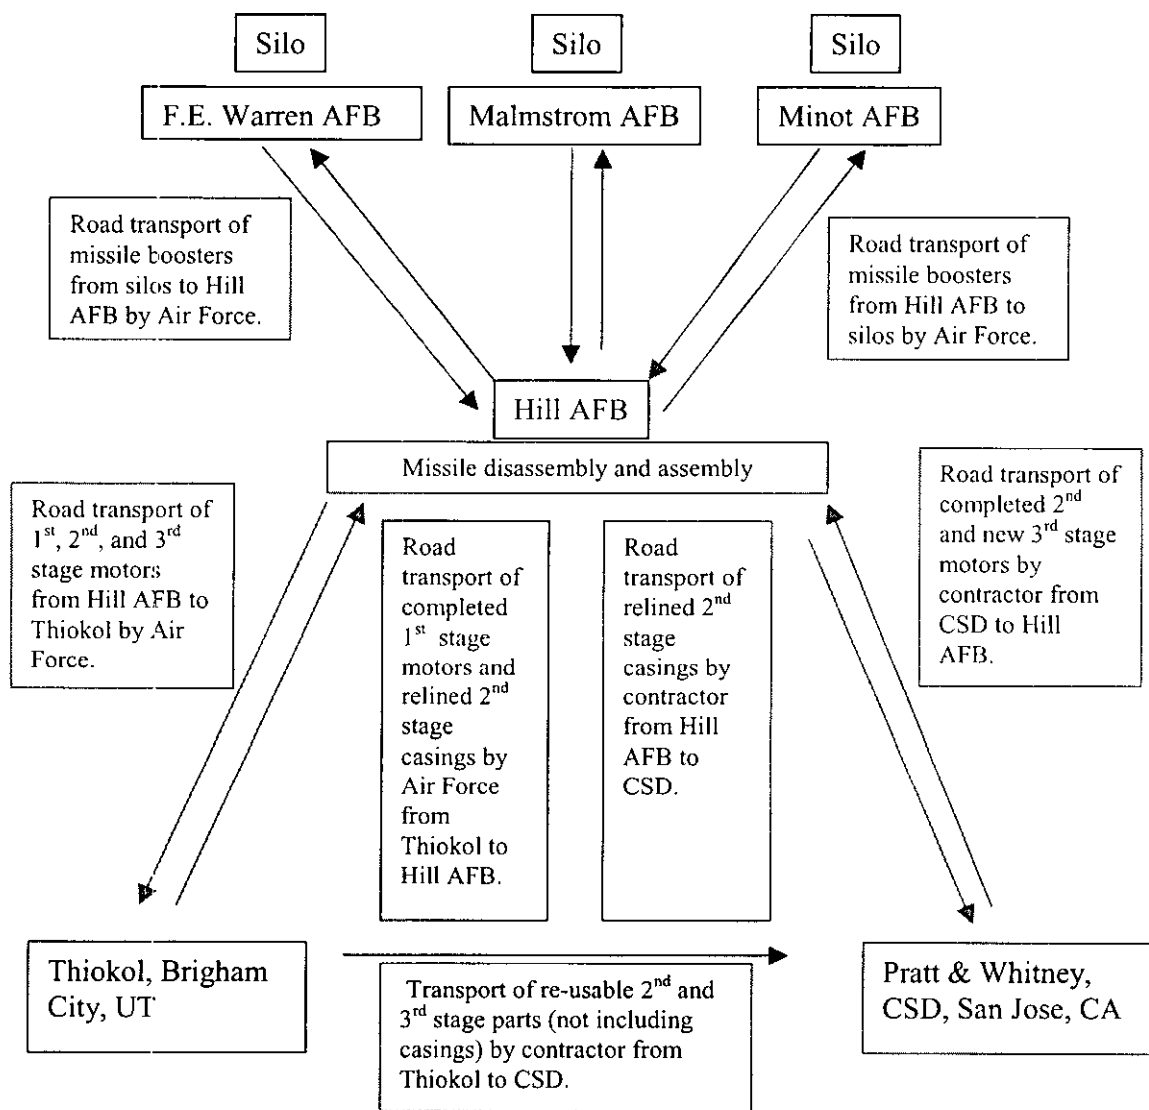 Silo
Silo
Silo
F.E. Warren AFB
Malmstrom AFB
Minot AFB
Road transport of
missile boosters
from silos to Hill
AFB by Air Force.
Road transport of
missile boosters
from Hill AFB to
silos by Air Force.
Hill AFB
Missile disassembly and assembly
Road transport of
1st, 2nd, and 3rd
stage motors
from Hill AFB to
Thiokol by Air
Force.
Road
transport of
completed
1st stage
motors and
relined 2nd
stage
casings by
Air Force
from
Thiokol to
Hill AFB.
Road
transport of
relined 2nd
stage
casings by
contractor
from Hill
AFB to
CSD.
Road transport of
completed 2nd
and new 3rd stage
motors by
contractor from
CSD to Hill
AFB.
Thiokol, Brigham
City, UT
Transport of re-usable 2nd and
3rd stage parts (not including
casings) by contractor from
Thiokol to CSD.
Pratt & Whitney,
CSD, San Jose, CA